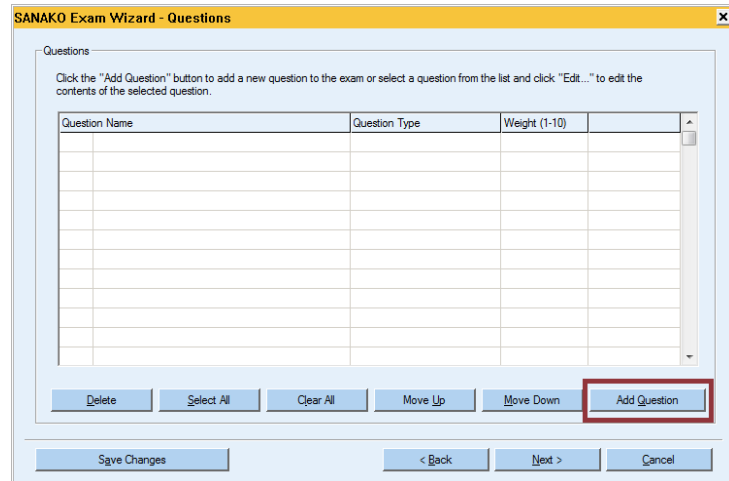 SANAKO Exam Wizard - Questions
Questions
Click the "Add Question" button to add a new question to the exam or select a question from the list and click "Edit..." to edit the
contents of the selected question.
Question Name Question Type Weight (1-10)
Delete Select All Clear All Move Up Move Down Add Question
Save Changes < Back Next > Cancel